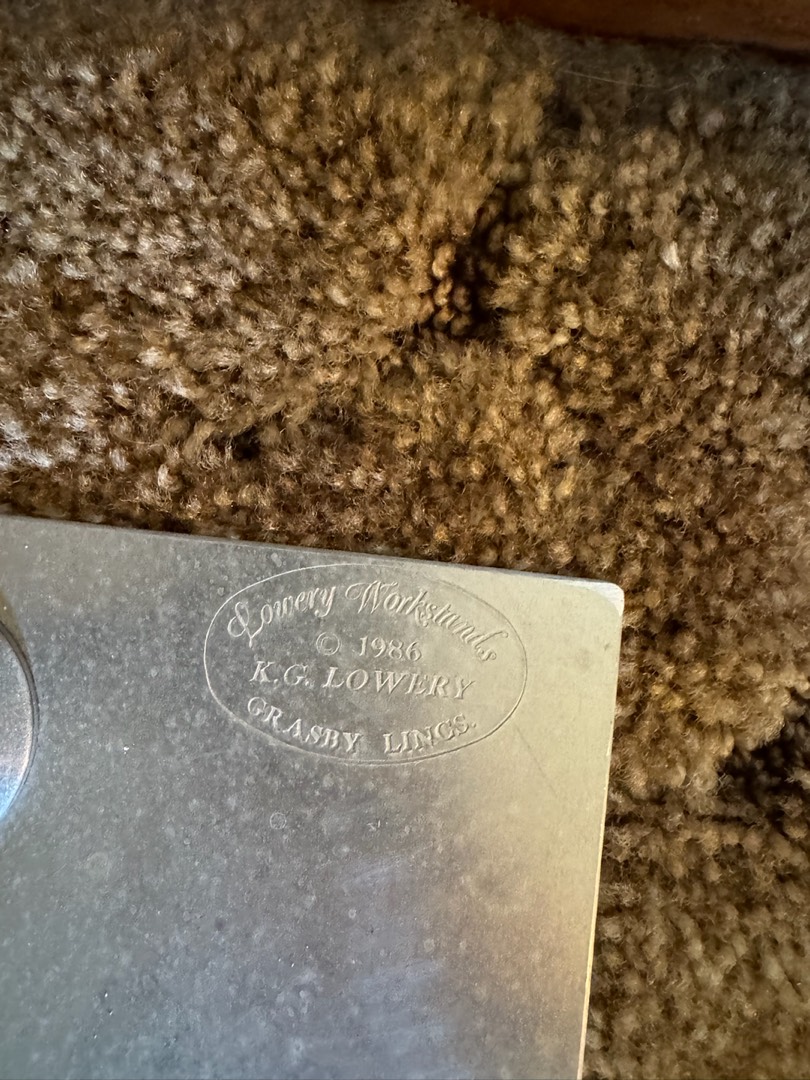 Lowery Workstands
© 1986
K.G. LOWERY
GRASBY LINCS.